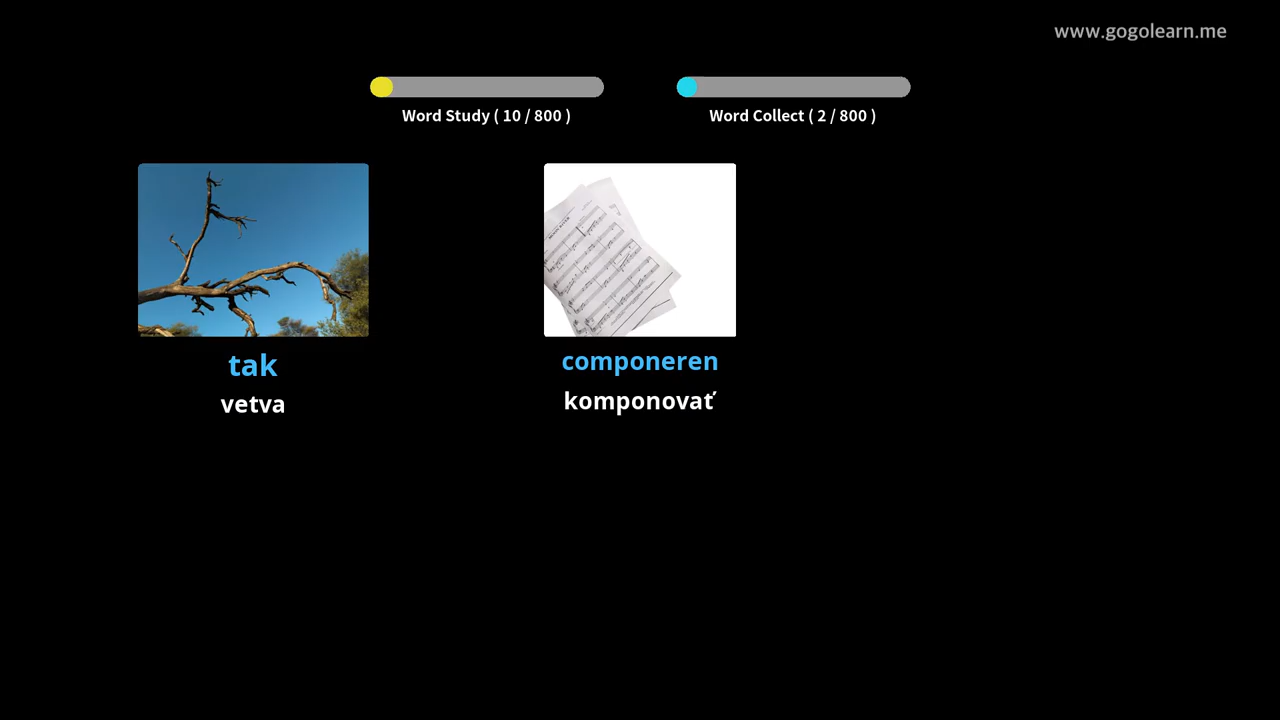 www.gogolearn.me
Word Study ( 10 / 800 )
Word Collect ( 2 / 800 )
tak
vetva
componeren
komponovať